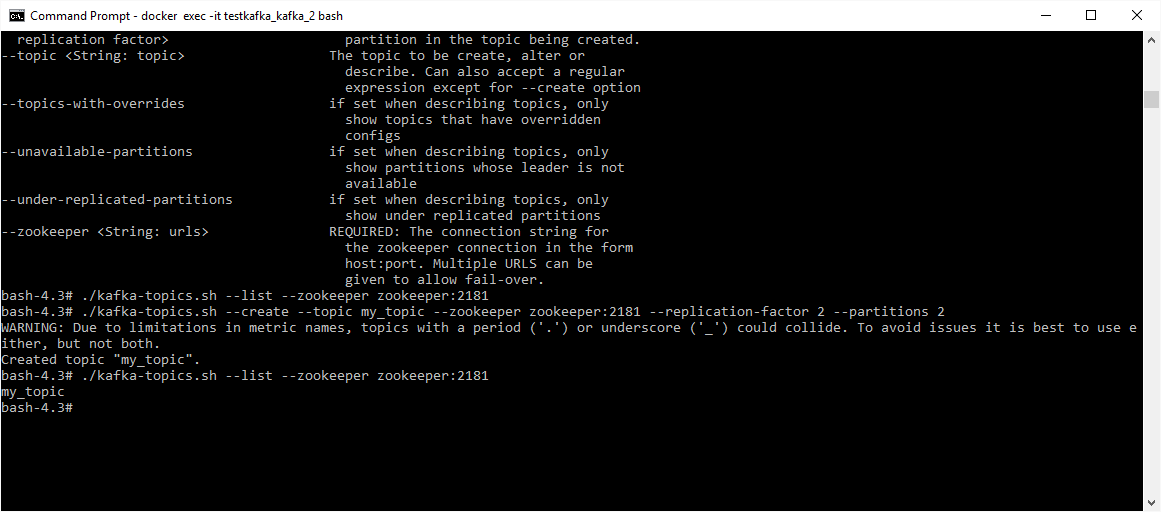 Command Prompt - docker exec -it testkafka_kafka_2 bash
  replication factor>                      partition in the topic being created.
--topic <String: topic>                  The topic to be create, alter or
                                           describe. Can also accept a regular
                                           expression except for --create option
--topics-with-overrides                  if set when describing topics, only
                                           show topics that have overridden
                                           configs
--unavailable-partitions                 if set when describing topics, only
                                           show partitions whose leader is not
                                           available
--under-replicated-partitions            if set when describing topics, only
                                           show under replicated partitions
--zookeeper <String: urls>               REQUIRED: The connection string for
                                           the zookeeper connection in the form
                                           host:port. Multiple URLS can be
                                           given to allow fail-over.
bash-4.3# ./kafka-topics.sh --list --zookeeper zookeeper:2181
bash-4.3# ./kafka-topics.sh --create --topic my_topic --zookeeper zookeeper:2181 --replication-factor 2 --partitions 2
WARNING: Due to limitations in metric names, topics with a period ('.') or underscore ('_') could collide. To avoid issues it is best to use e
ither, but not both.
Created topic "my_topic".
bash-4.3# ./kafka-topics.sh --list --zookeeper zookeeper:2181
my_topic
bash-4.3#